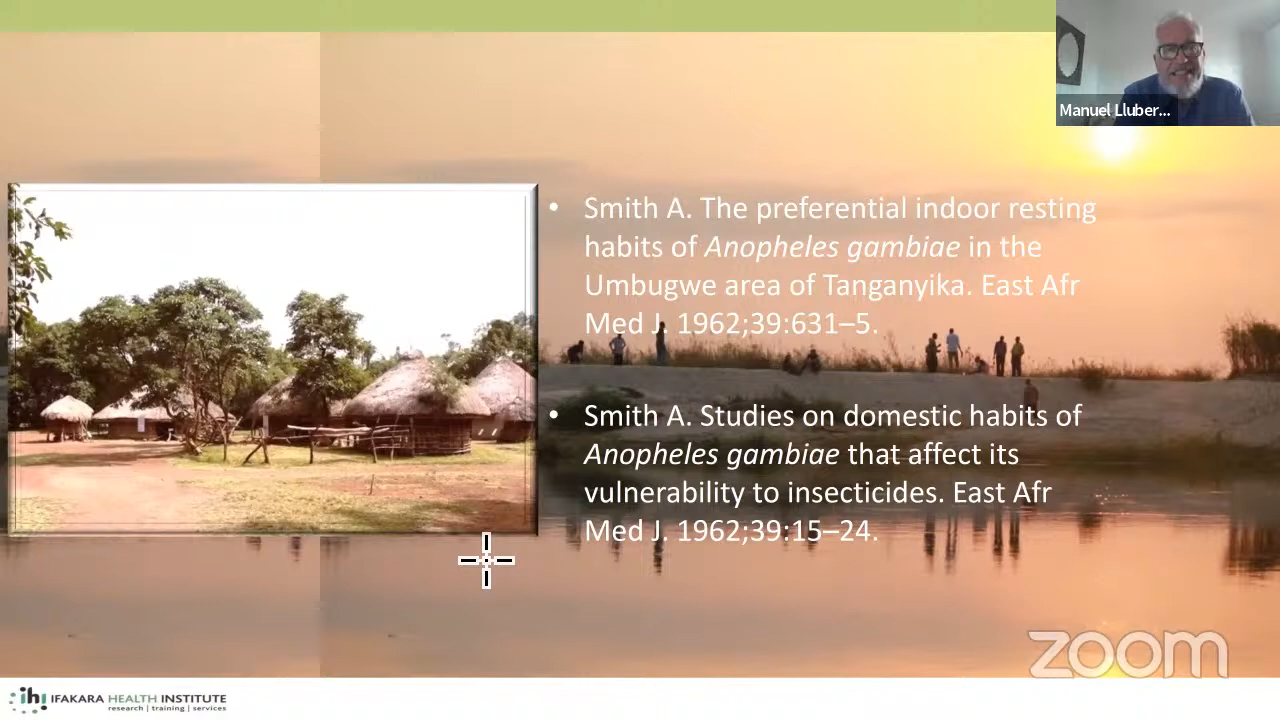 Manuel Lluber...
• Smith A. The preferential indoor resting
habits of Anopheles gambiae in the
Umbugwe area of Tanganyika. East Afr
Med J. 1962;39:631–5.
• Smith A. Studies on domestic habits of
Anopheles gambiae that affect its
vulnerability to insecticides. East Afr
Med J. 1962;39:15–24.
zoom
ihi IFAKARA HEALTH INSTITUTE
research | training | services